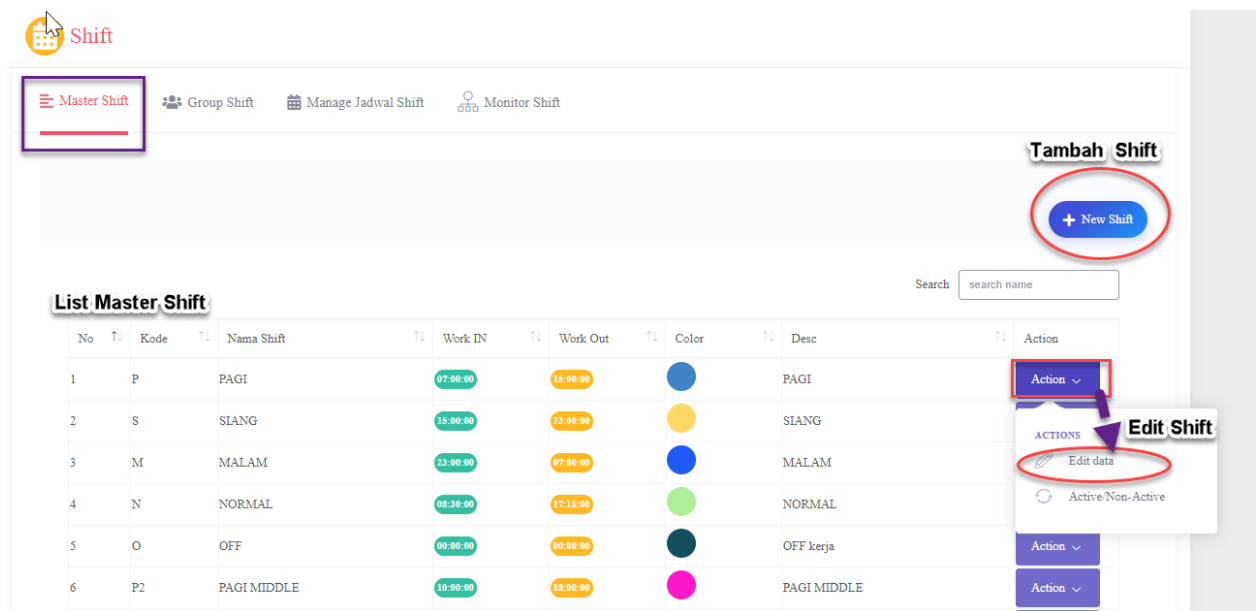 Shift
Master Shift Group Shift Manage Jadwal Shift Monitor Shift
Tambah Shift
+ New Shift
Search search name
List Master Shift
No Kode Nama Shift Work IN Work Out Color Desc Action
1 P PAGI 07:00:00 15:00:00 PAGI Action
2 S SIANG 15:00:00 23:00:00 SIANG
ACTIONS
Edit Shift
3 M MALAM 23:00:00 07:00:00 MALAM
Edit data
4 N NORMAL 08:30:00 17:15:00 NORMAL
Active/Non-Active
5 O OFF 00:00:00 00:00:00 OFF kerja Action
6 P2 PAGI MIDDLE 10:00:00 18:00:00 PAGI MIDDLE Action